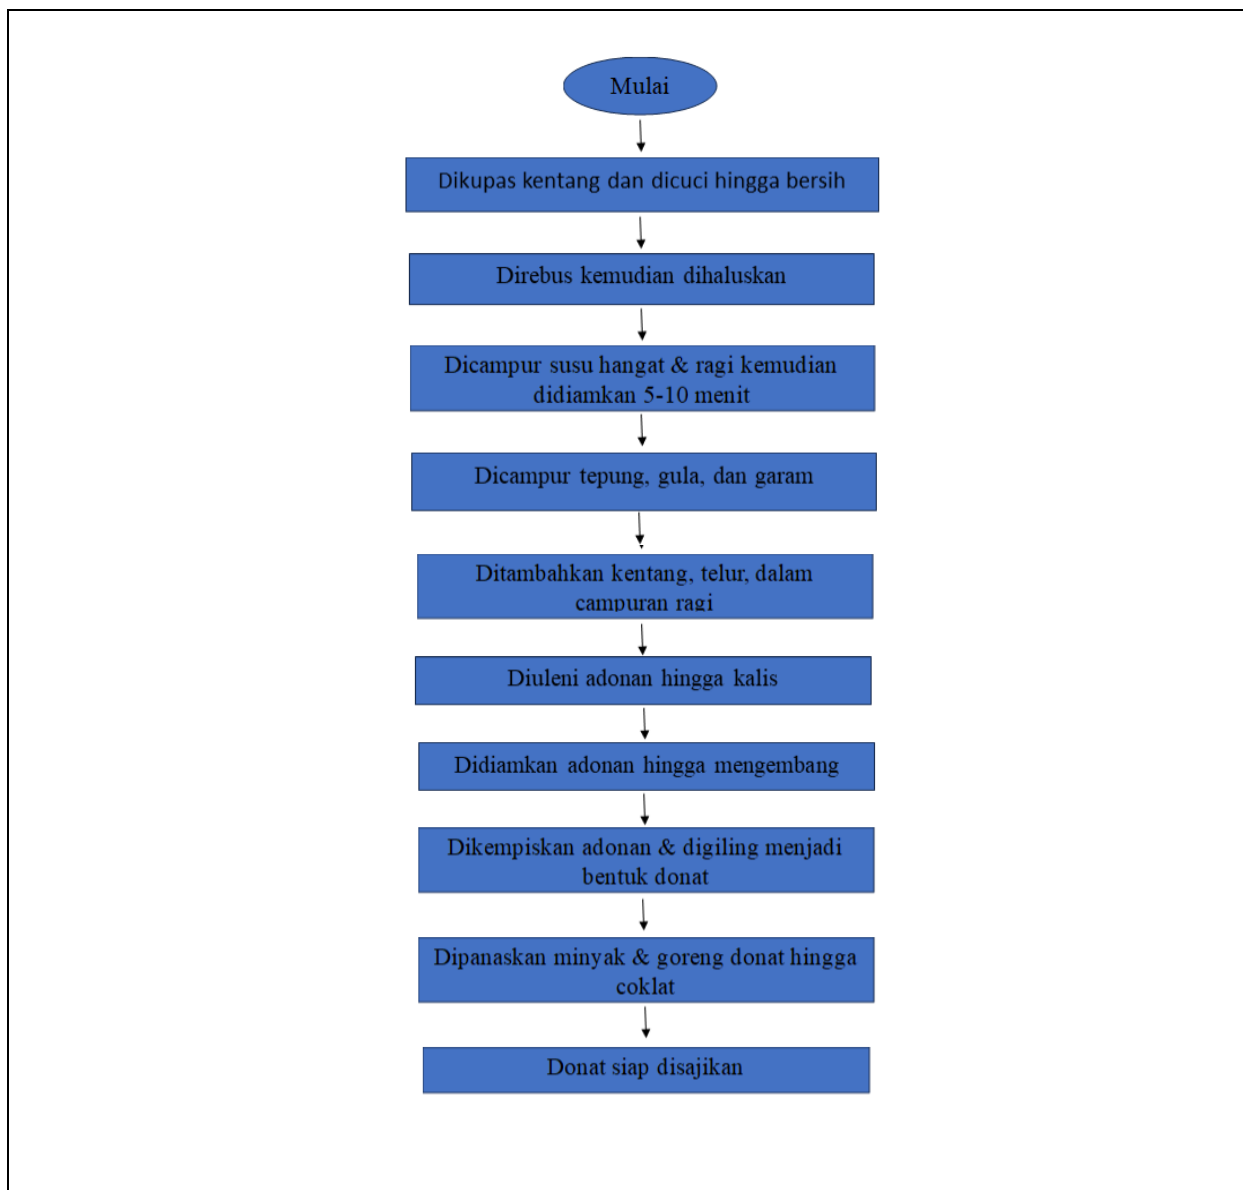 Mulai
Dikupas kentang dan dicuci hingga bersih
Direbus kemudian dihaluskan
Dicampur susu hangat & ragi kemudian
didiamkan 5-10 menit
Dicampur tepung, gula, dan garam
Ditambahkan kentang, telur, dalam
campuran ragi
Diuleni adonan hingga kalis
Didiamkan adonan hingga mengembang
Dikempiskan adonan & digiling menjadi
bentuk donat
Dipanaskan minyak & goreng donat hingga
coklat
Donat siap disajikan